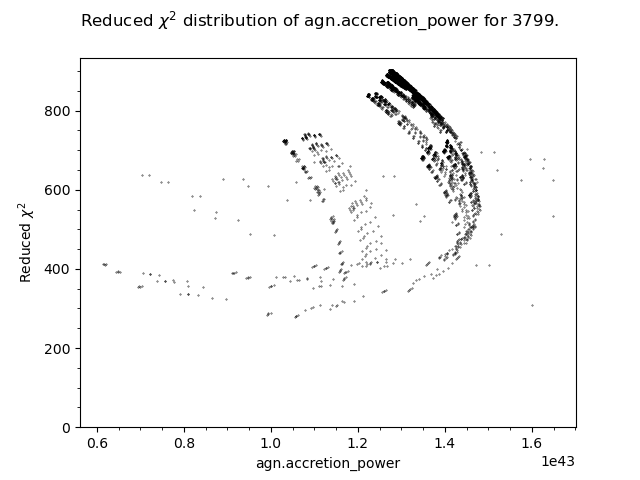 Reduced χ² distribution of agn.accretion_power for 3799.
Reduced χ²
800
600
400
200
0
0.6 0.8 1.0 1.2 1.4 1.6
1e43
agn.accretion_power